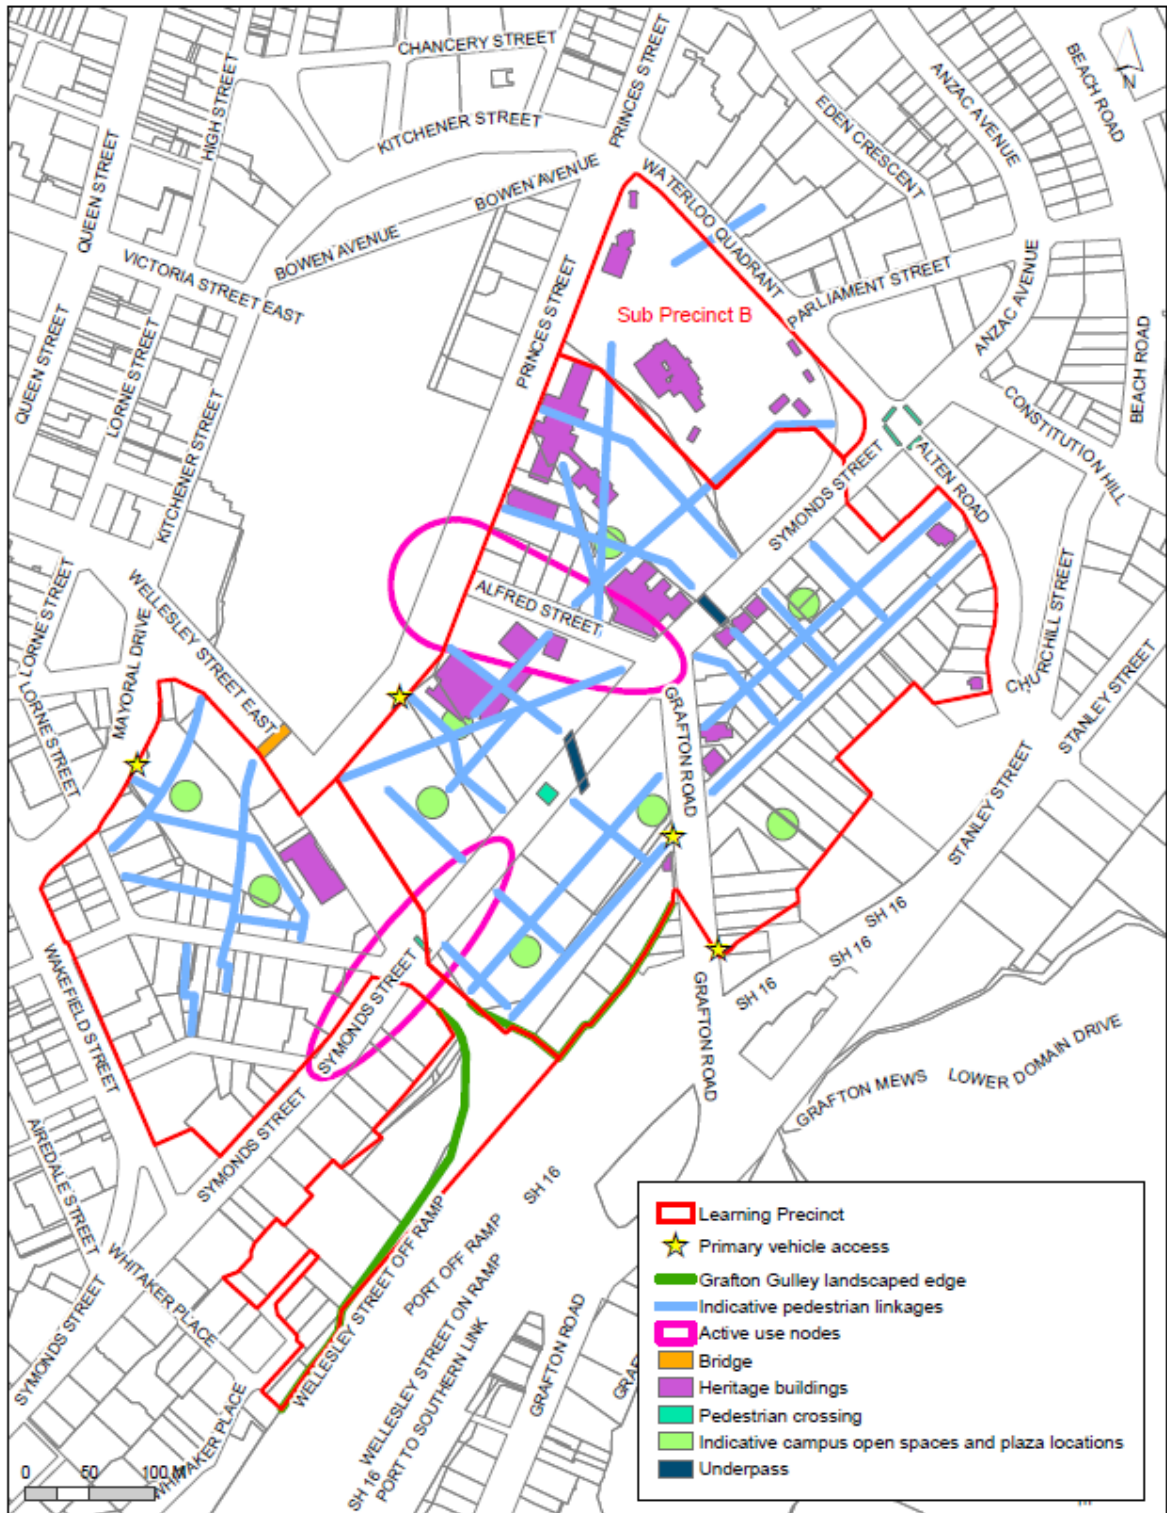 CHANCERY STREET
PRINCES STREET
BEACH ROAD
ANZAC AVENUE
N
HIGH STREET
KITCHENER STREET
EDEN CRESCENT
QUEEN STREET
BOWEN AVENUE
WATERLOO QUADRANT
BOWEN AVENUE
VICTORIA STREET EAST
PARLIAMENT STREET
ANZAC AVENUE
Sub Precinct B
PRINCES STREET
QUEEN STREET
LORNE STREET
BEACH ROAD
CONSTITUTION HILL
KITCHENER STREET
SYMONDS STREET
ALTEN ROAD
WELLESLEY STREET EAST
ALFRED STREET
LORNE STREET
MAYORAL DRIVE
CHURCHILL STREET
LORNE STREET
STANLEY STREET
GRAFTON ROAD
STANLEY STREET
SH 16
SH 16
SH 16
WAKEFIELD STREET
SYMONDS STREET
GRAFTON ROAD
GRAFTON MEWS
LOWER DOMAIN DRIVE
SYMONDS STREET
AIREDALE STREET
SH 16
WHITAKER PLACE
WELLESLEY STREET OFF RAMP
PORT OFF RAMP
WELLESLEY STREET ON RAMP
SYMONDS STREET
GRAFTON ROAD
WHITAKER PLACE
PORT TO SOUTHERN LINK
SH 16
Learning Precinct
Primary vehicle access
Grafton Gulley landscaped edge
Indicative pedestrian linkages
Active use nodes
Bridge
Heritage buildings
Pedestrian crossing
Indicative campus open spaces and plaza locations
Underpass
0 50 100 M